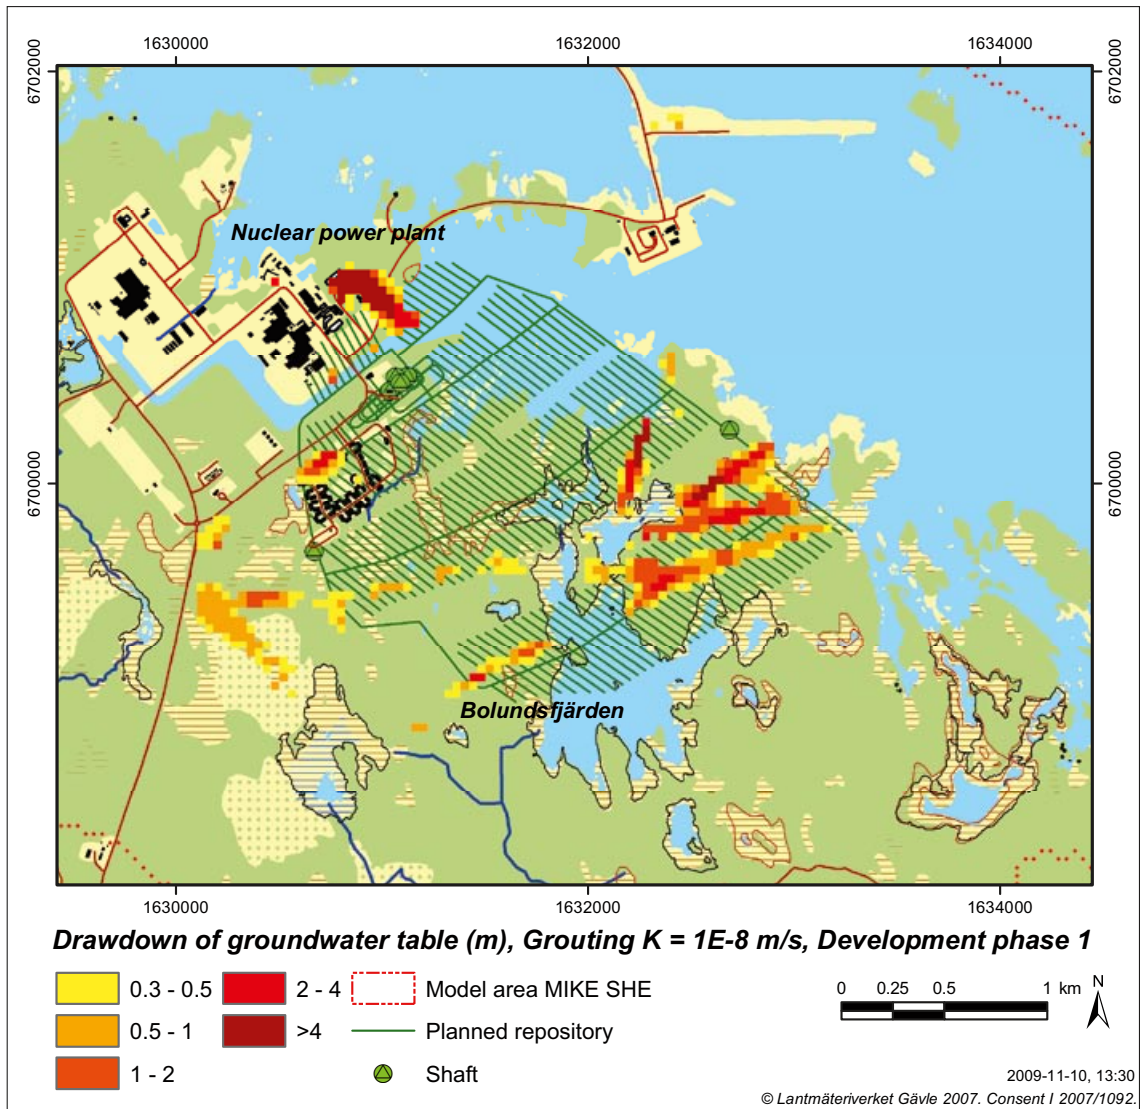 1630000 1632000 1634000
6702000 6702000
Nuclear power plant
6700000 6700000
Bolundsfjärden
1630000 1632000 1634000
Drawdown of groundwater table (m), Grouting K = 1E-8 m/s, Development phase 1
0.3 - 0.5 2 - 4 Model area MIKE SHE
0.5 - 1 >4 Planned repository
1 - 2 Shaft
0 0.25 0.5 1 km
N
2009-11-10, 13:30
© Lantmäteriverket Gävle 2007. Consent I 2007/1092.